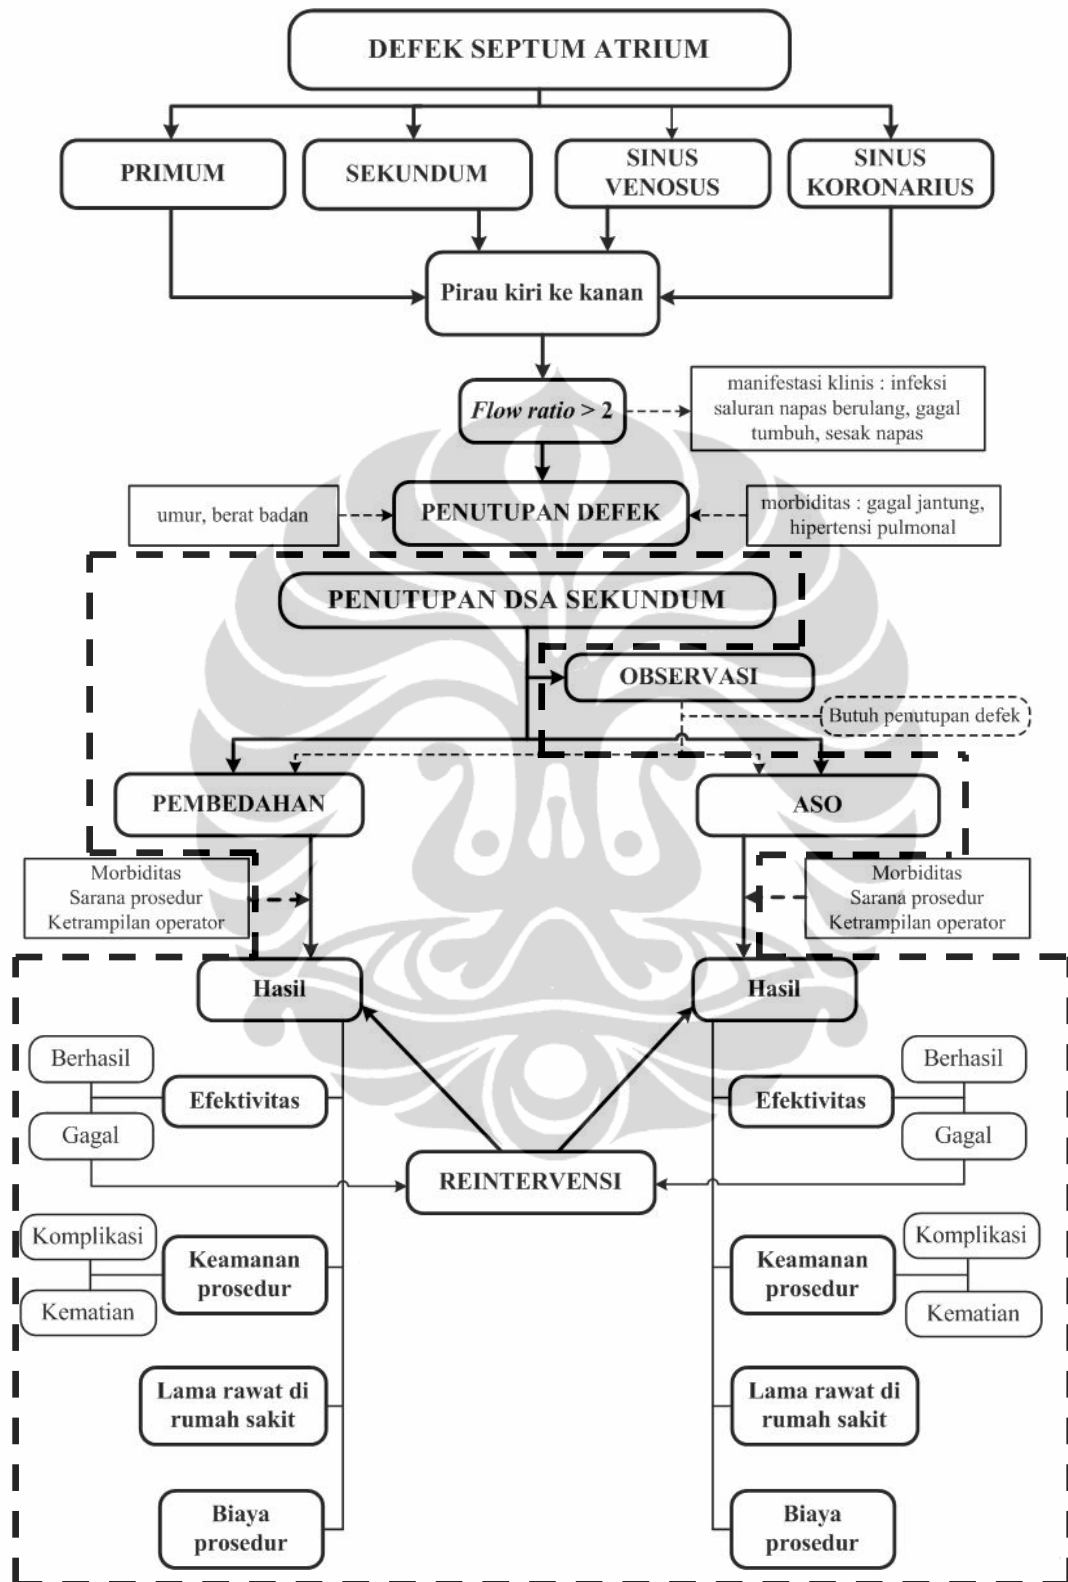 DEFEK SEPTUM ATRIUM
PRIMUM
SEKUNDUM
SINUS
VENOSUS
SINUS
KORONARIUS
Pirau kiri ke kanan
Flow ratio > 2
manifestasi klinis : infeksi
saluran napas berulang, gagal
tumbuh, sesak napas
umur, berat badan
PENUTUPAN DEFEK
morbiditas : gagal jantung,
hipertensi pulmonal
PENUTUPAN DSA SEKUNDUM
OBSERVASI
Butuh penutupan defek
PEMBEDAHAN
ASO
Morbiditas
Sarana prosedur
Ketrampilan operator
Morbiditas
Sarana prosedur
Ketrampilan operator
Hasil
Hasil
Berhasil
Efektivitas
Gagal
Berhasil
Efektivitas
Gagal
REINTERVENSI
Komplikasi
Keamanan
prosedur
Kematian
Komplikasi
Keamanan
prosedur
Kematian
Lama rawat di
rumah sakit
Lama rawat di
rumah sakit
Biaya
prosedur
Biaya
prosedur